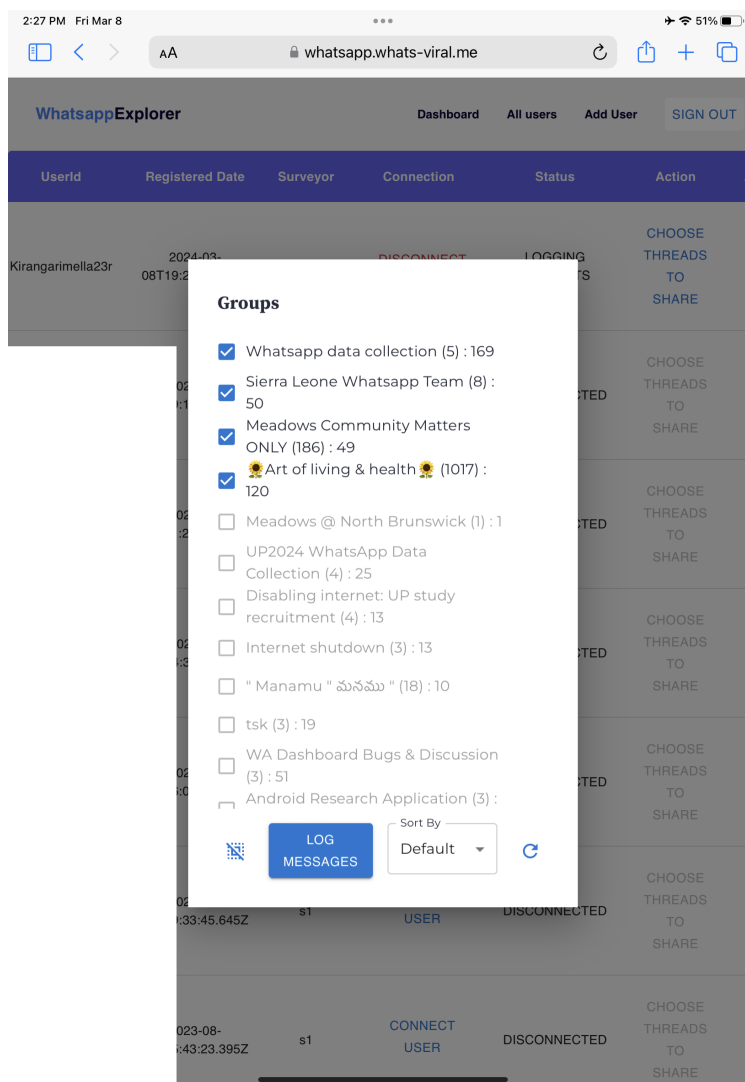 2:27 PM Fri Mar 8
51%
AA
whatsapp.whats-viral.me
WhatsappExplorer
Dashboard
All users
Add User
SIGN OUT
UserId
Registered Date
Surveyor
Connection
Status
Action
Kirangarimella23r
2024-03-
DISCONNECT
LOGGING
CHOOSE
THREADS
TO
SHARE
Groups
Whatsapp data collection (5) : 169
Sierra Leone Whatsapp Team (8) :
50
Meadows Community Matters
ONLY (186) : 49
🌻Art of living & health🌻 (1017) :
120
Meadows @ North Brunswick (1) : 1
UP2024 WhatsApp Data
Collection (4) : 25
Disabling internet: UP study
recruitment (4) : 13
Internet shutdown (3) : 13
" Manamu " మనము " (18) : 10
tsk (3) : 19
WA Dashboard Bugs & Discussion
(3) : 51
Android Research Application (3) :
LOG
MESSAGES
Sort By
Default
CHOOSE
THREADS
TO
SHARE
CHOOSE
THREADS
TO
SHARE
CHOOSE
THREADS
TO
SHARE
CHOOSE
THREADS
TO
SHARE
:33:45.645Z
s1
USER
DISCONNECTED
CHOOSE
THREADS
TO
SHARE
023-08-
:43:23.395Z
s1
CONNECT
USER
DISCONNECTED
CHOOSE
THREADS
TO
SHARE